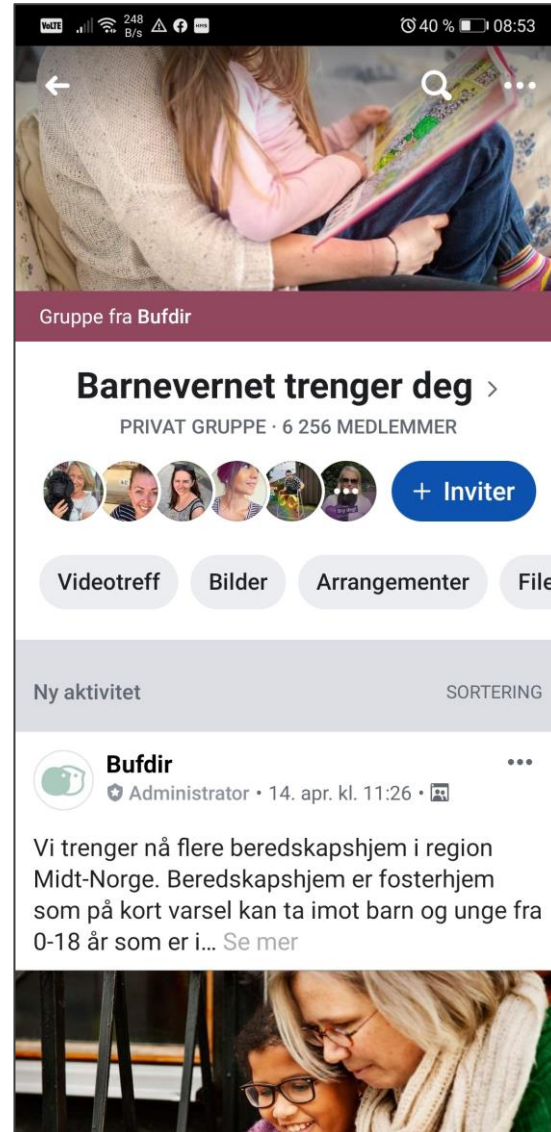 VoLTE 248 B/s 40 % 08:53
Gruppe fra Bufdir
Barnevernet trenger deg >
PRIVAT GRUPPE · 6 256 MEDLEMMER
+ Inviter
Videotreff Bilder Arrangementer File
Ny aktivitet SORTERING
Bufdir
Administrator • 14. apr. kl. 11:26 •
Vi trenger nå flere beredskapshjem i region
Midt-Norge. Beredskapshjem er fosterhjem
som på kort varsel kan ta imot barn og unge fra
0-18 år som er i… Se mer